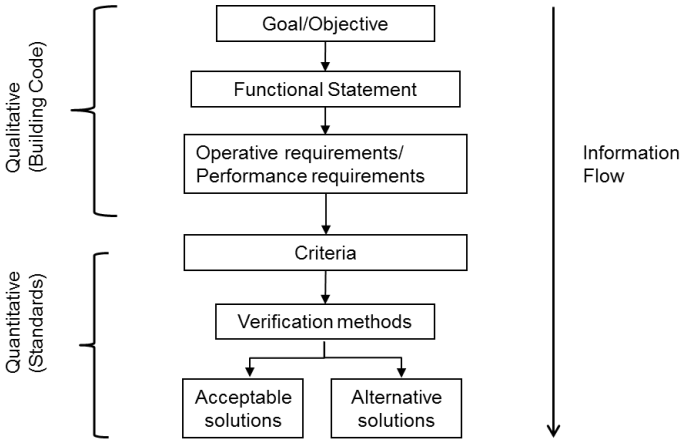 Goal/Objective
Functional Statement
Operative requirements/
Performance requirements
Criteria
Verification methods
Acceptable
solutions
Alternative
solutions
Qualitative
(Building Code)
Quantitative
(Standards)
Information
Flow